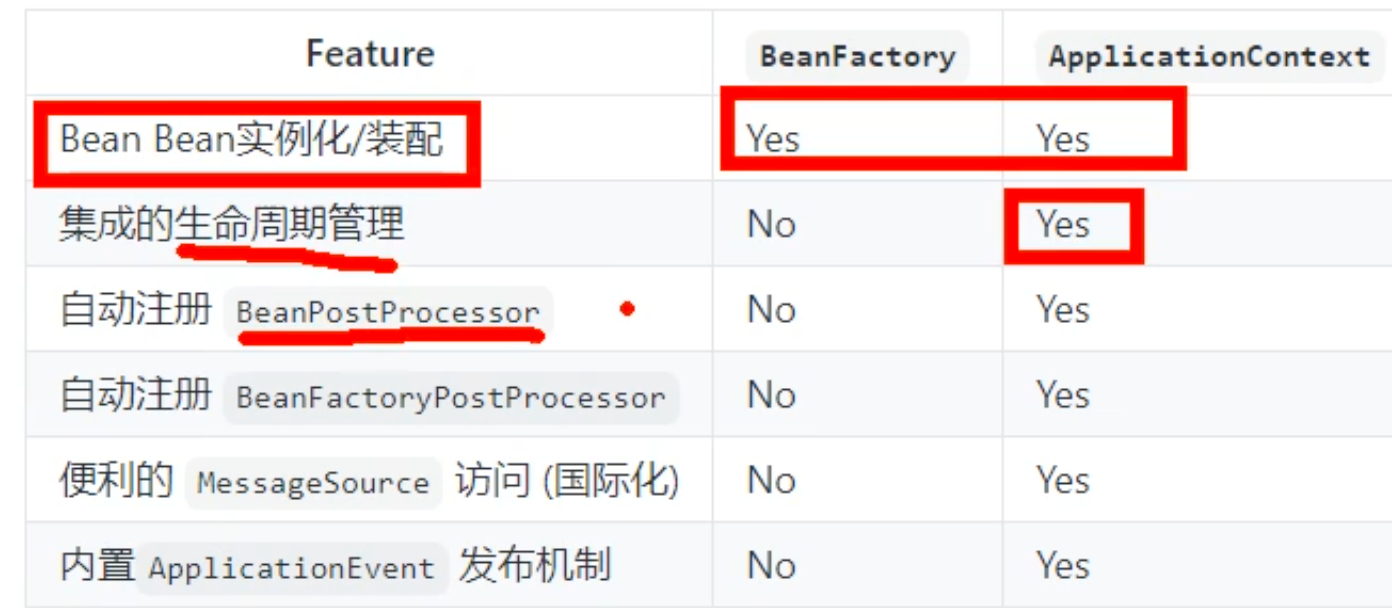 Feature BeanFactory ApplicationContext
Bean Bean实例化/装配 Yes Yes
集成的生命周期管理 No Yes
自动注册 BeanPostProcessor No Yes
自动注册 BeanFactoryPostProcessor No Yes
便利的 MessageSource 访问 (国际化) No Yes
内置 ApplicationEvent 发布机制 No Yes